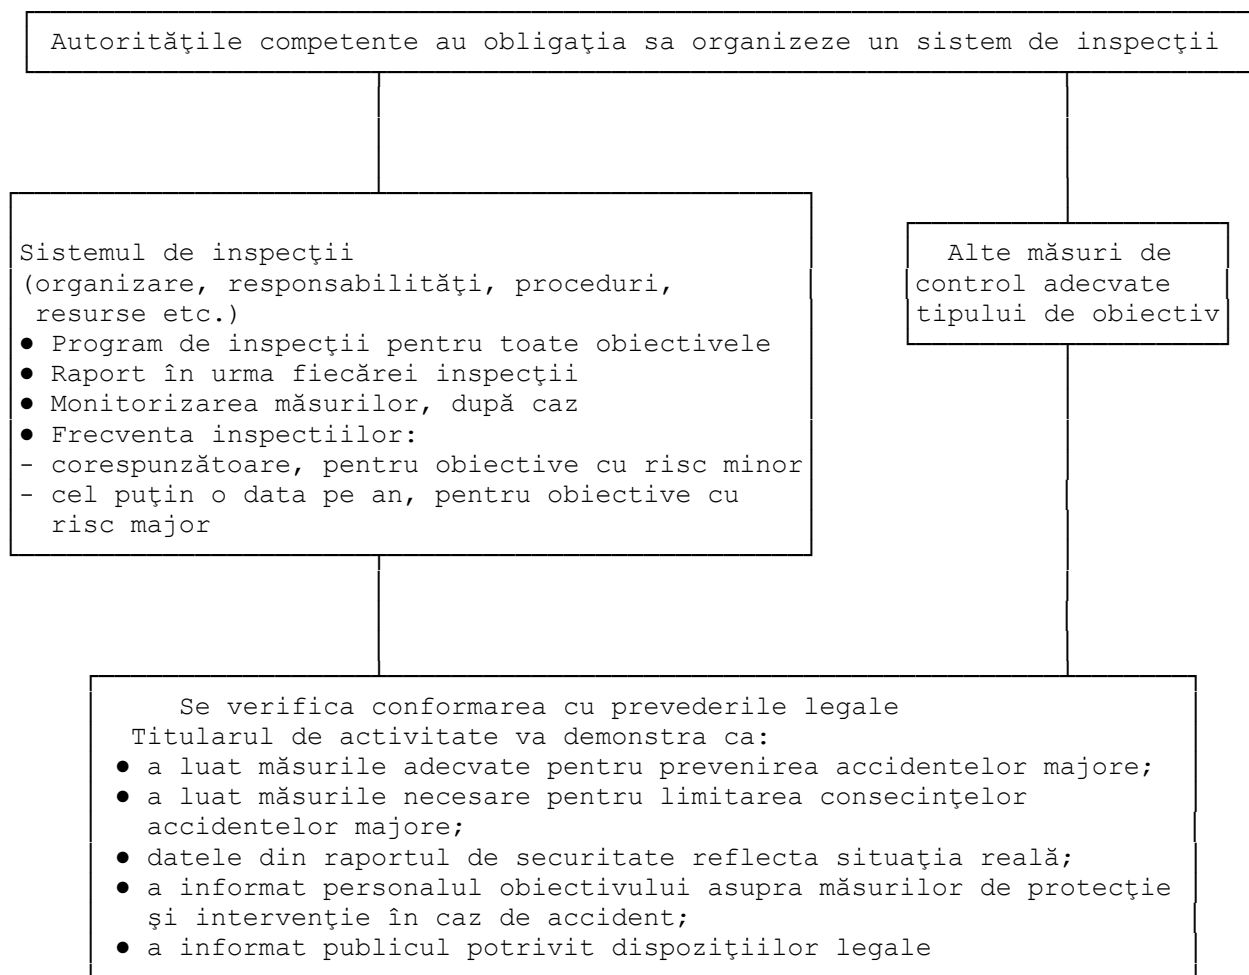 Autorităţile competente au obligaţia sa organizeze un sistem de inspecţii
Sistemul de inspecţii
(organizare, responsabilităţi, proceduri,
resurse etc.)
● Program de inspecţii pentru toate obiectivele
● Raport în urma fiecărei inspecţii
● Monitorizarea măsurilor, după caz
● Frecventa inspectiilor:
- corespunzătoare, pentru obiective cu risc minor
- cel puţin o data pe an, pentru obiective cu
risc major
Alte măsuri de
control adecvate
tipului de obiectiv
Se verifica conformarea cu prevederile legale
Titularul de activitate va demonstra ca:
● a luat măsurile adecvate pentru prevenirea accidentelor majore;
● a luat măsurile necesare pentru limitarea consecinţelor
accidentelor majore;
● datele din raportul de securitate reflecta situaţia reală;
● a informat personalul obiectivului asupra măsurilor de protecţie
şi intervenţie în caz de accident;
● a informat publicul potrivit dispoziţiilor legale